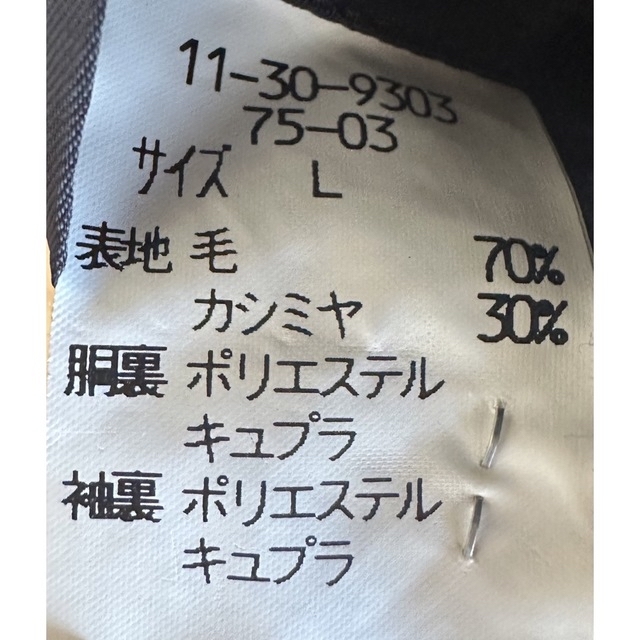 11-30-9303
75-03
サイズ L
表地 毛 70%
カシミヤ 30%
胴裏 ポリエステル
キュプラ
袖裏 ポリエステル
キュプラ